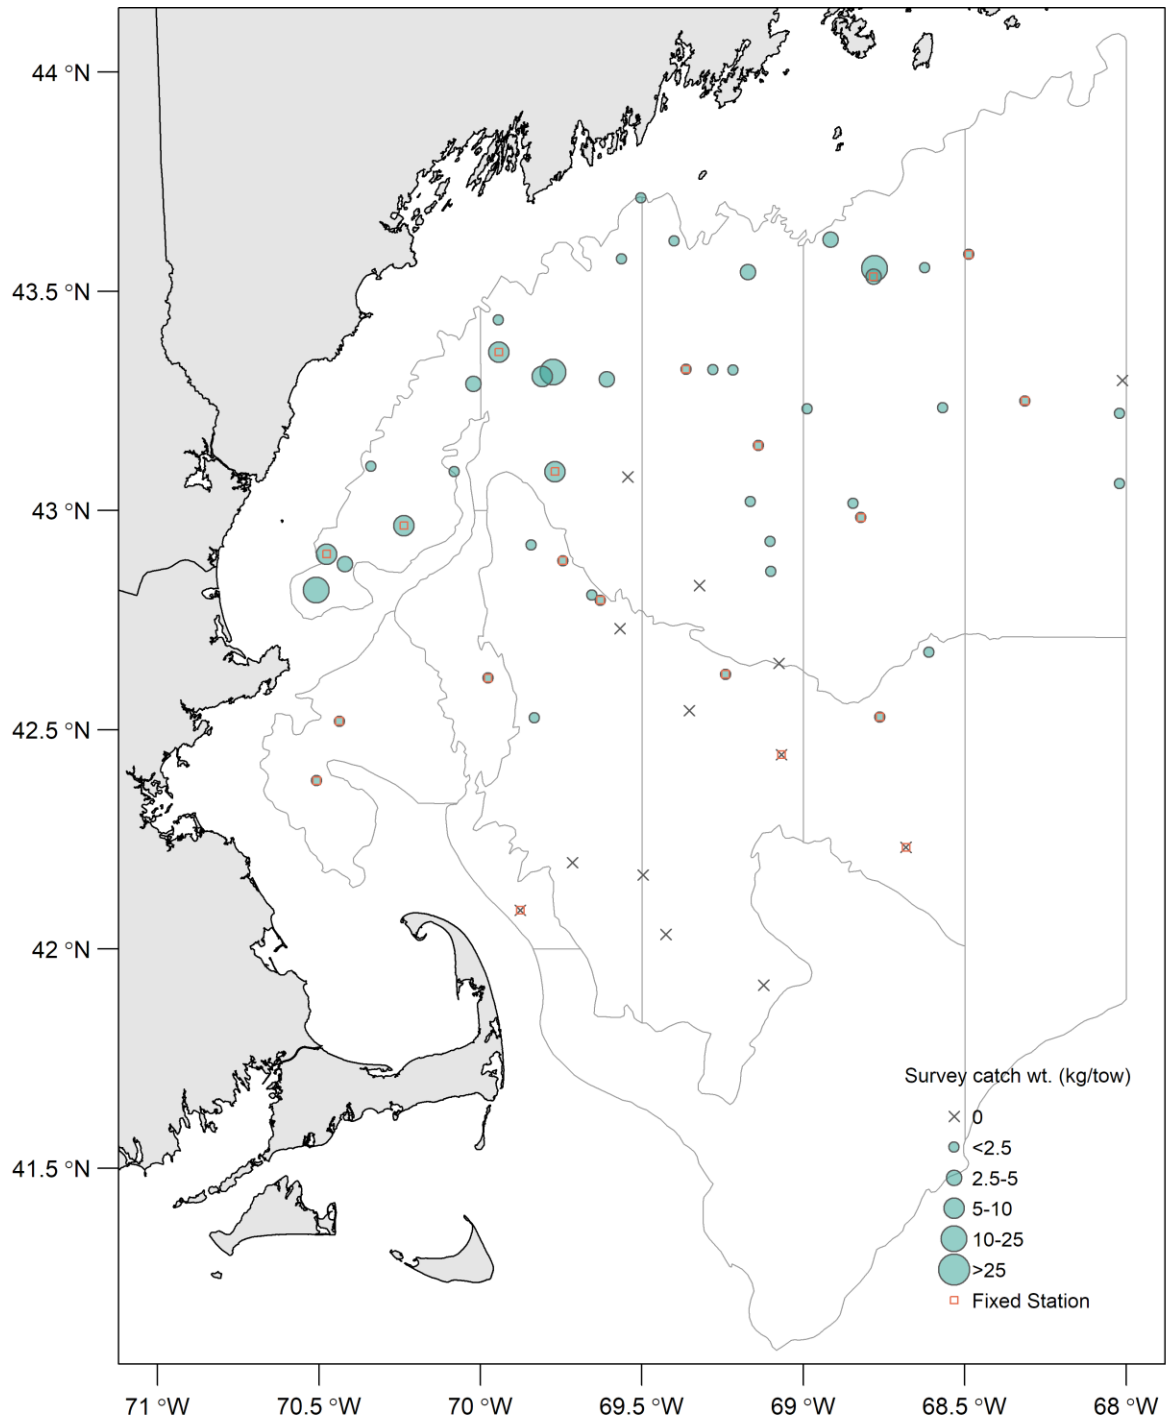 44 °N
43.5 °N
43 °N
42.5 °N
42 °N
41.5 °N
Survey catch wt. (kg/tow)
0
<2.5
2.5-5
5-10
10-25
>25
Fixed Station
71 °W
70.5 °W
70 °W
69.5 °W
69 °W
68.5 °W
68 °W